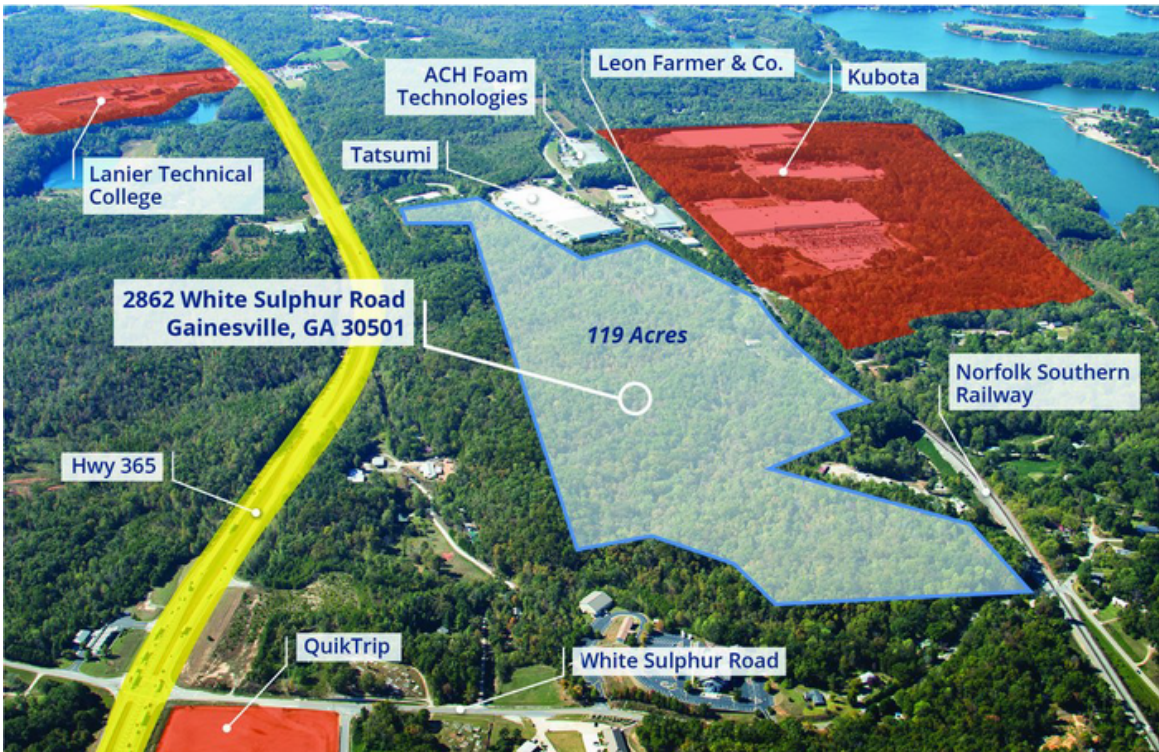 Leon Farmer & Co.
ACH Foam
Technologies
Kubota
Tatsumi
Lanier Technical
College
2862 White Sulphur Road
Gainesville, GA 30501
119 Acres
Norfolk Southern
Railway
Hwy 365
QuikTrip
White Sulphur Road